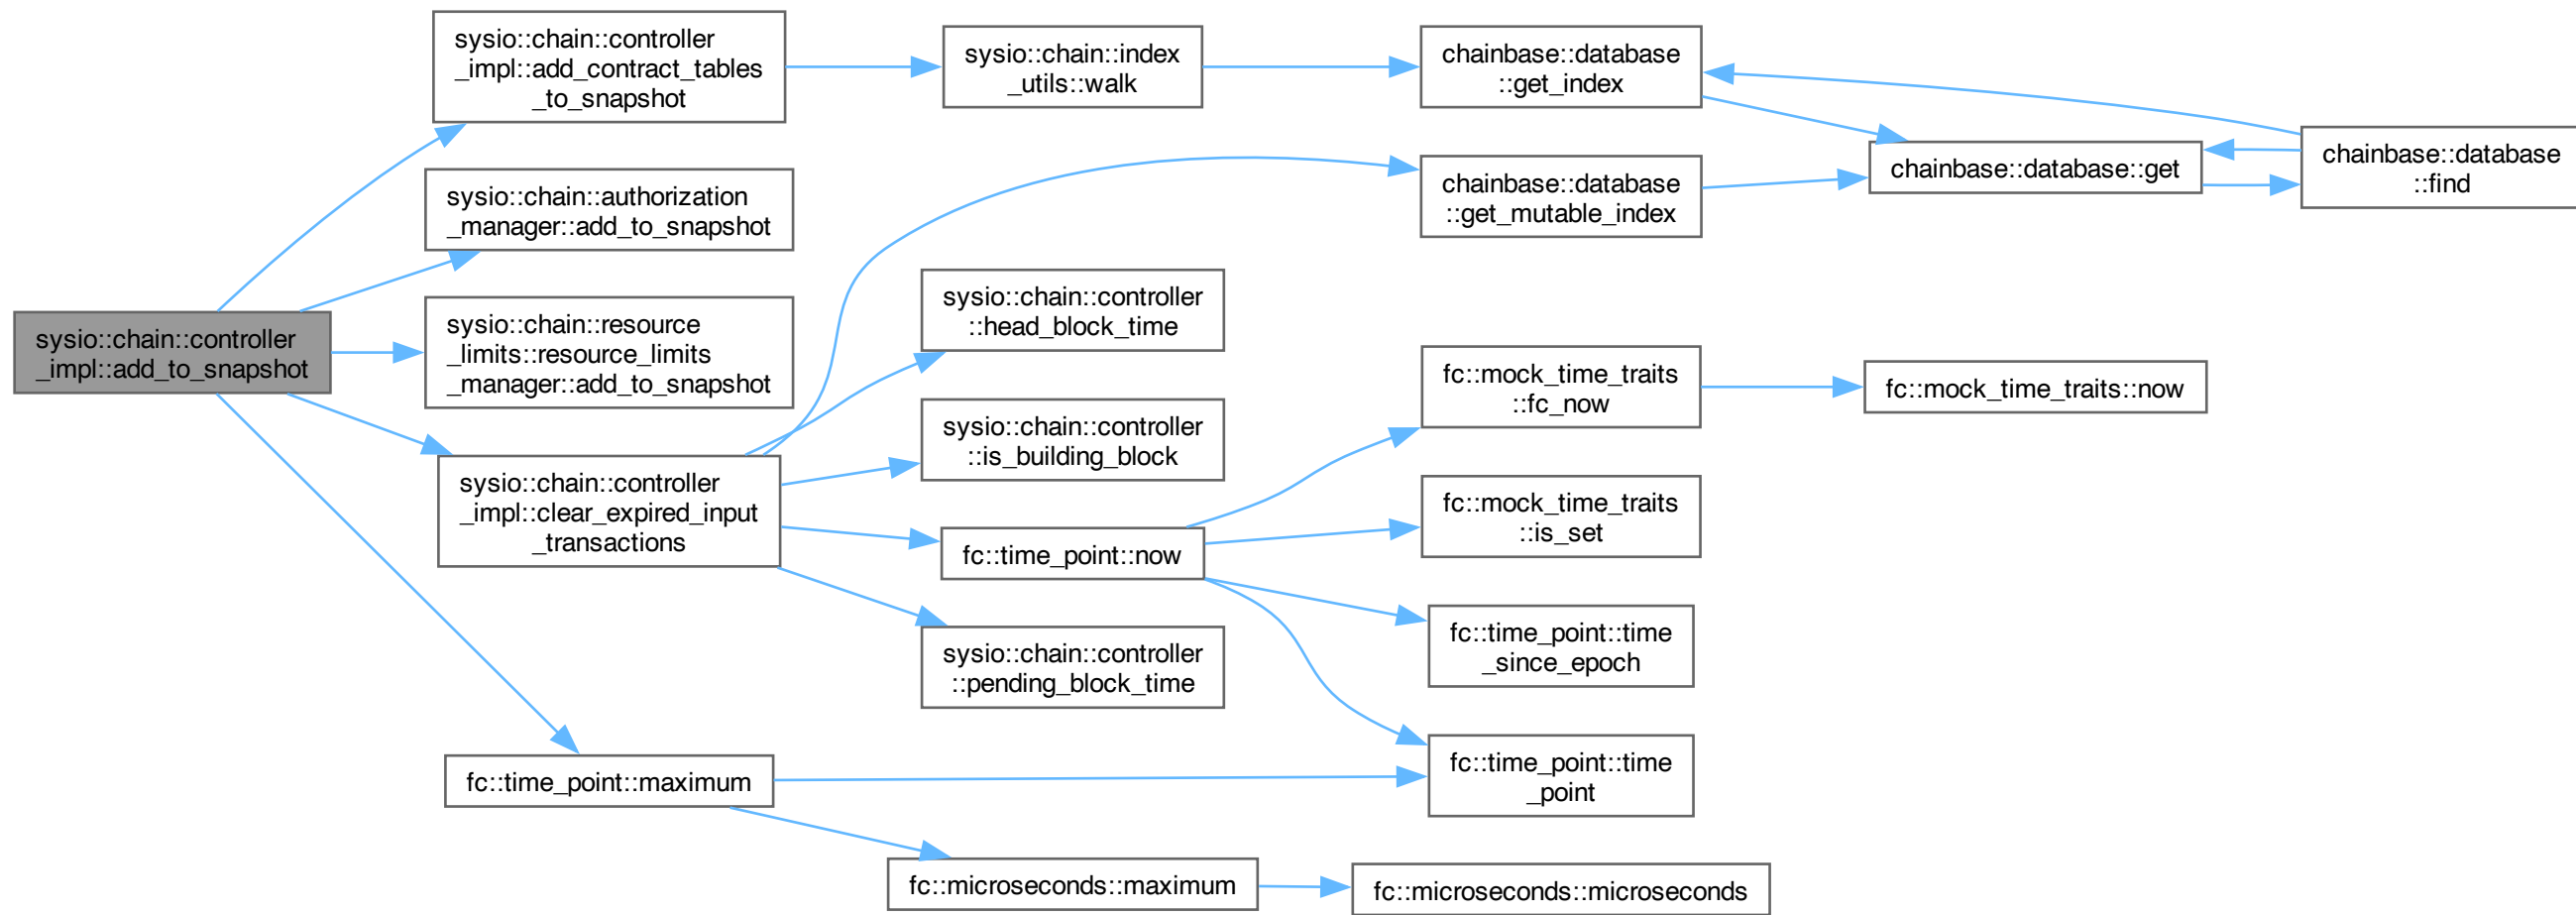 sysio::chain::controller
_impl::add_to_snapshot
sysio::chain::controller
_impl::add_contract_tables
_to_snapshot
sysio::chain::authorization
_manager::add_to_snapshot
sysio::chain::resource
_limits::resource_limits
_manager::add_to_snapshot
sysio::chain::controller
_impl::clear_expired_input
_transactions
fc::time_point::maximum
sysio::chain::index
_utils::walk
sysio::chain::controller
::head_block_time
sysio::chain::controller
::is_building_block
fc::time_point::now
sysio::chain::controller
::pending_block_time
fc::microseconds::maximum
chainbase::database
::get_index
chainbase::database
::get_mutable_index
fc::mock_time_traits
::fc_now
fc::mock_time_traits
::is_set
fc::time_point::time
_since_epoch
fc::time_point::time
_point
fc::microseconds::microseconds
chainbase::database::get
fc::mock_time_traits::now
chainbase::database
::find